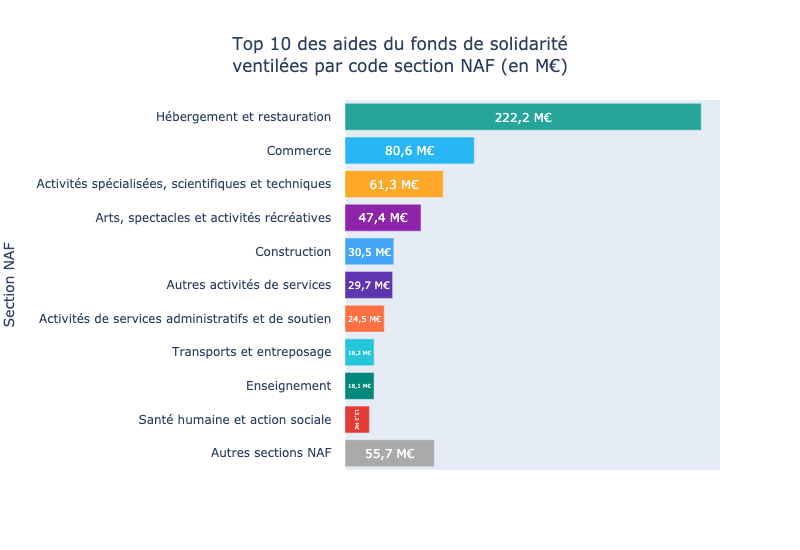 Top 10 des aides du fonds de solidarité
ventilées par code section NAF (en M€)
Section NAF
Hébergement et restauration 222,2 M€
Commerce 80,6 M€
Activités spécialisées, scientifiques et techniques 61,3 M€
Arts, spectacles et activités récréatives 47,4 M€
Construction 30,5 M€
Autres activités de services 29,7 M€
Activités de services administratifs et de soutien 24,5 M€
Transports et entreposage 18,2 M€
Enseignement 18,1 M€
Santé humaine et action sociale 15,2 M€
Autres sections NAF 55,7 M€